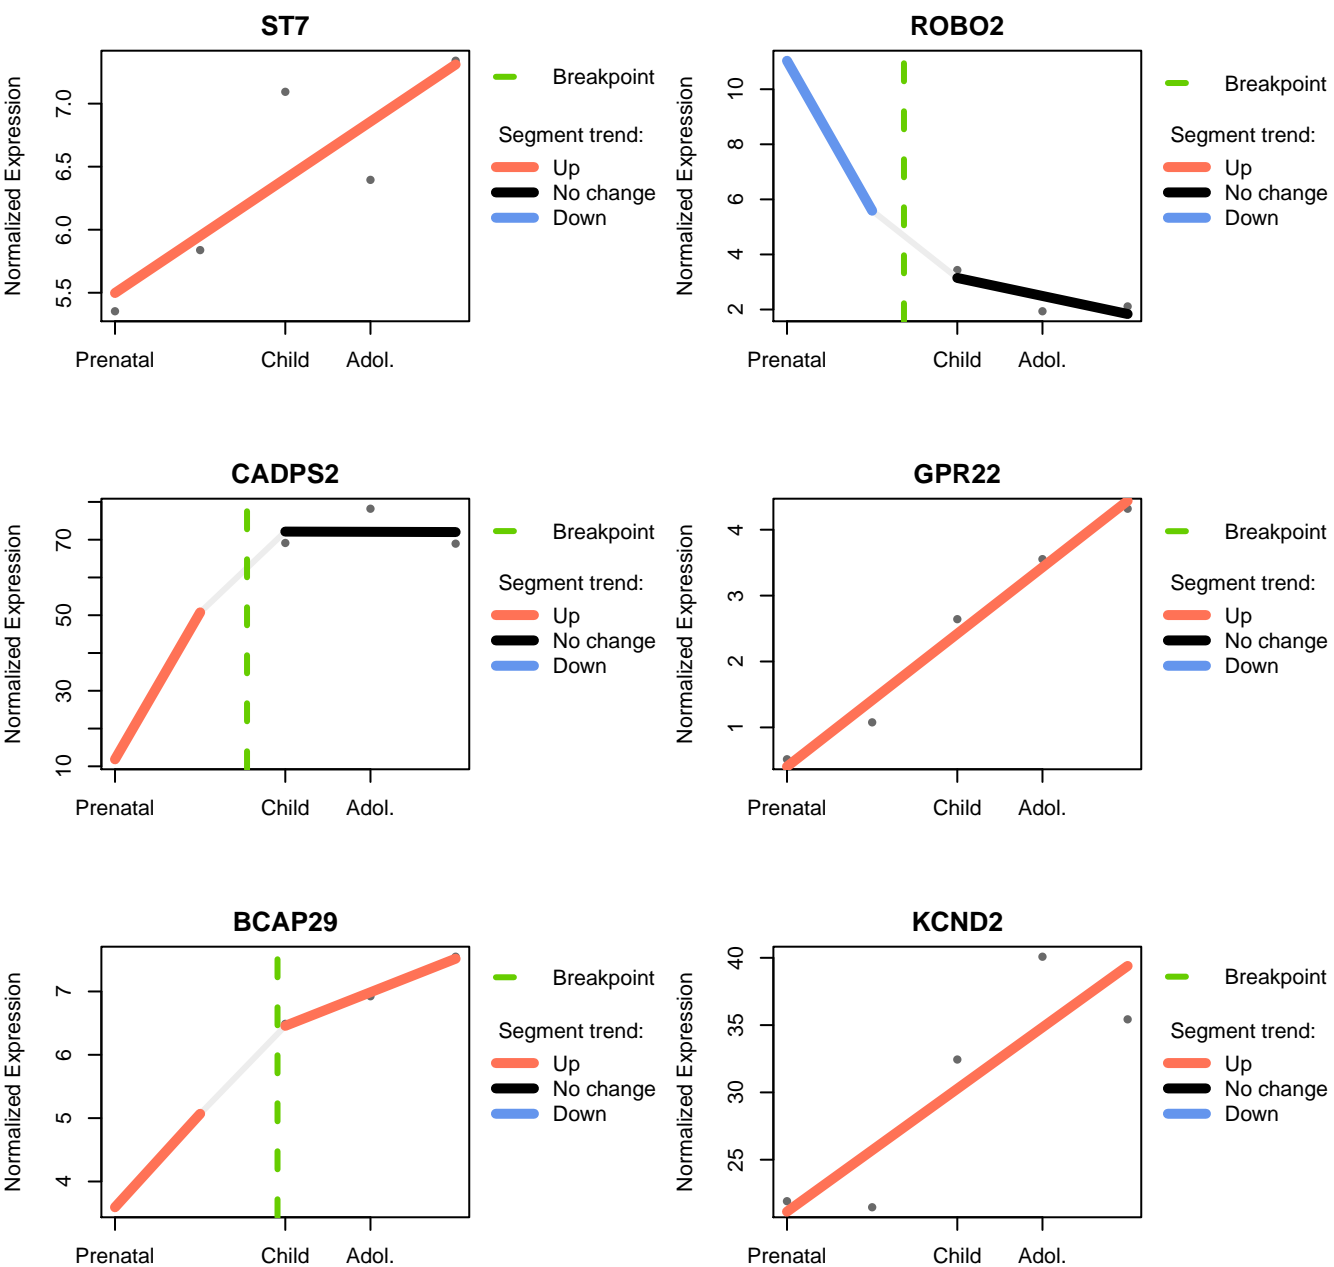 ST7
Normalized Expression
7.0
6.5
6.0
5.5
Prenatal Child Adol.
Breakpoint
Segment trend:
Up
No change
Down
ROBO2
Normalized Expression
10
8
6
4
2
Prenatal Child Adol.
Breakpoint
Segment trend:
Up
No change
Down
CADPS2
Normalized Expression
70
50
30
10
Prenatal Child Adol.
Breakpoint
Segment trend:
Up
No change
Down
GPR22
Normalized Expression
4
3
2
1
Prenatal Child Adol.
Breakpoint
Segment trend:
Up
No change
Down
BCAP29
Normalized Expression
7
6
5
4
Prenatal Child Adol.
Breakpoint
Segment trend:
Up
No change
Down
KCND2
Normalized Expression
40
35
30
25
Prenatal Child Adol.
Breakpoint
Segment trend:
Up
No change
Down